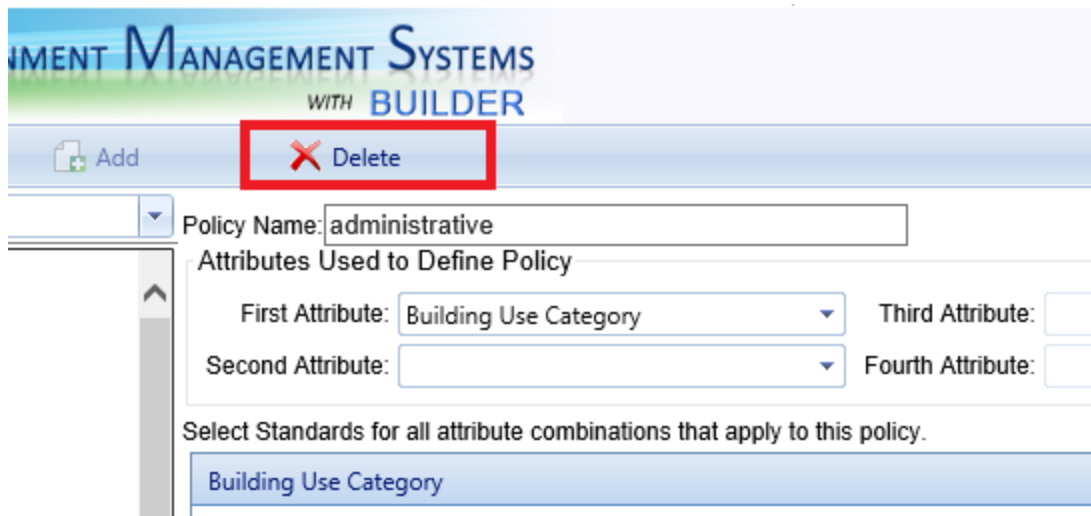 NMENT MANAGEMENT SYSTEMS
WITH BUILDER
Add Delete
Policy Name: administrative
Attributes Used to Define Policy
First Attribute: Building Use Category Third Attribute:
Second Attribute: Fourth Attribute:
Select Standards for all attribute combinations that apply to this policy.
Building Use Category